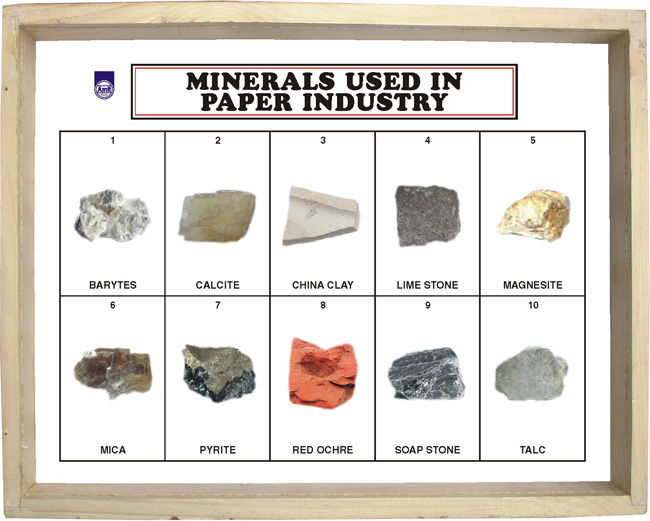 Amit
MINERALS USED IN
PAPER INDUSTRY
1
2
3
4
5
BARYTES
CALCITE
CHINA CLAY
LIME STONE
MAGNESITE
6
7
8
9
10
MICA
PYRITE
RED OCHRE
SOAP STONE
TALC